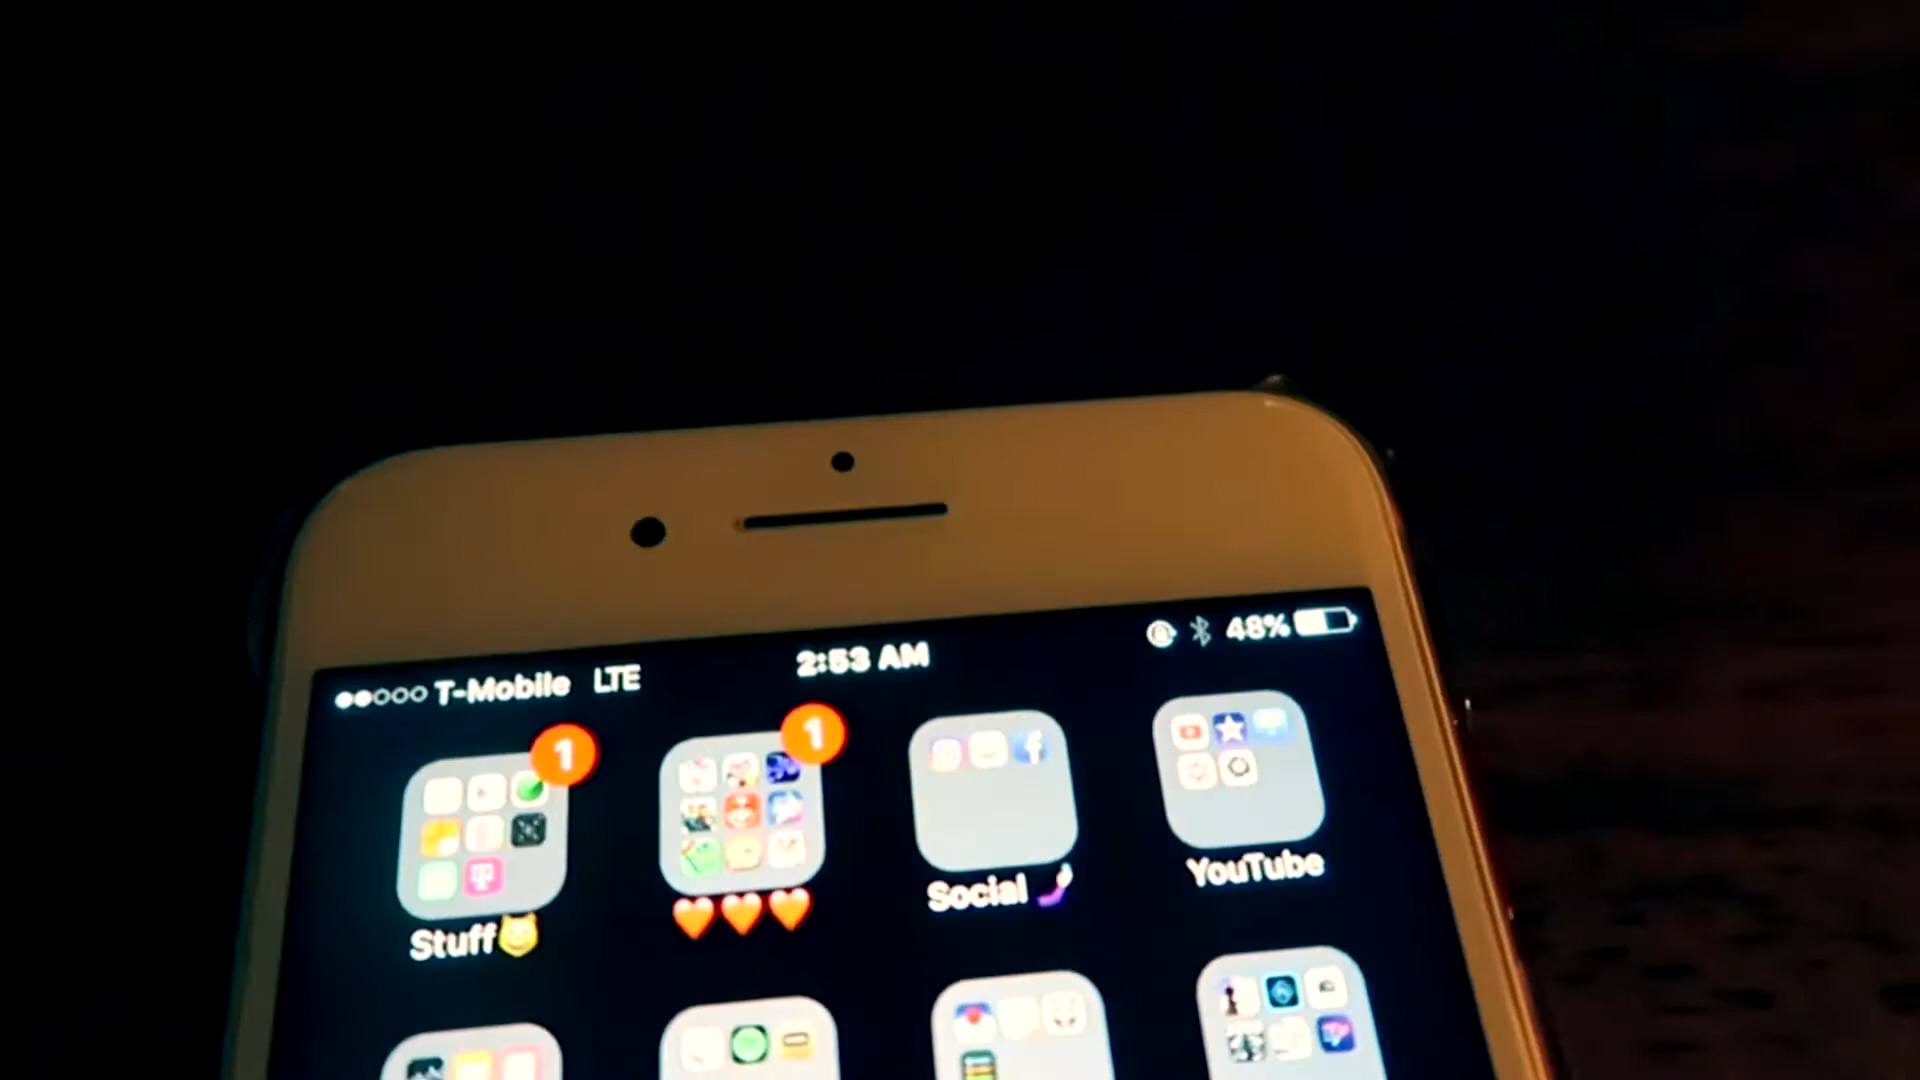 ●●○○○ T-Mobile LTE 2:53 AM 48%
1 1
Stuff😺 ❤️❤️❤️ Social 🤳 YouTube